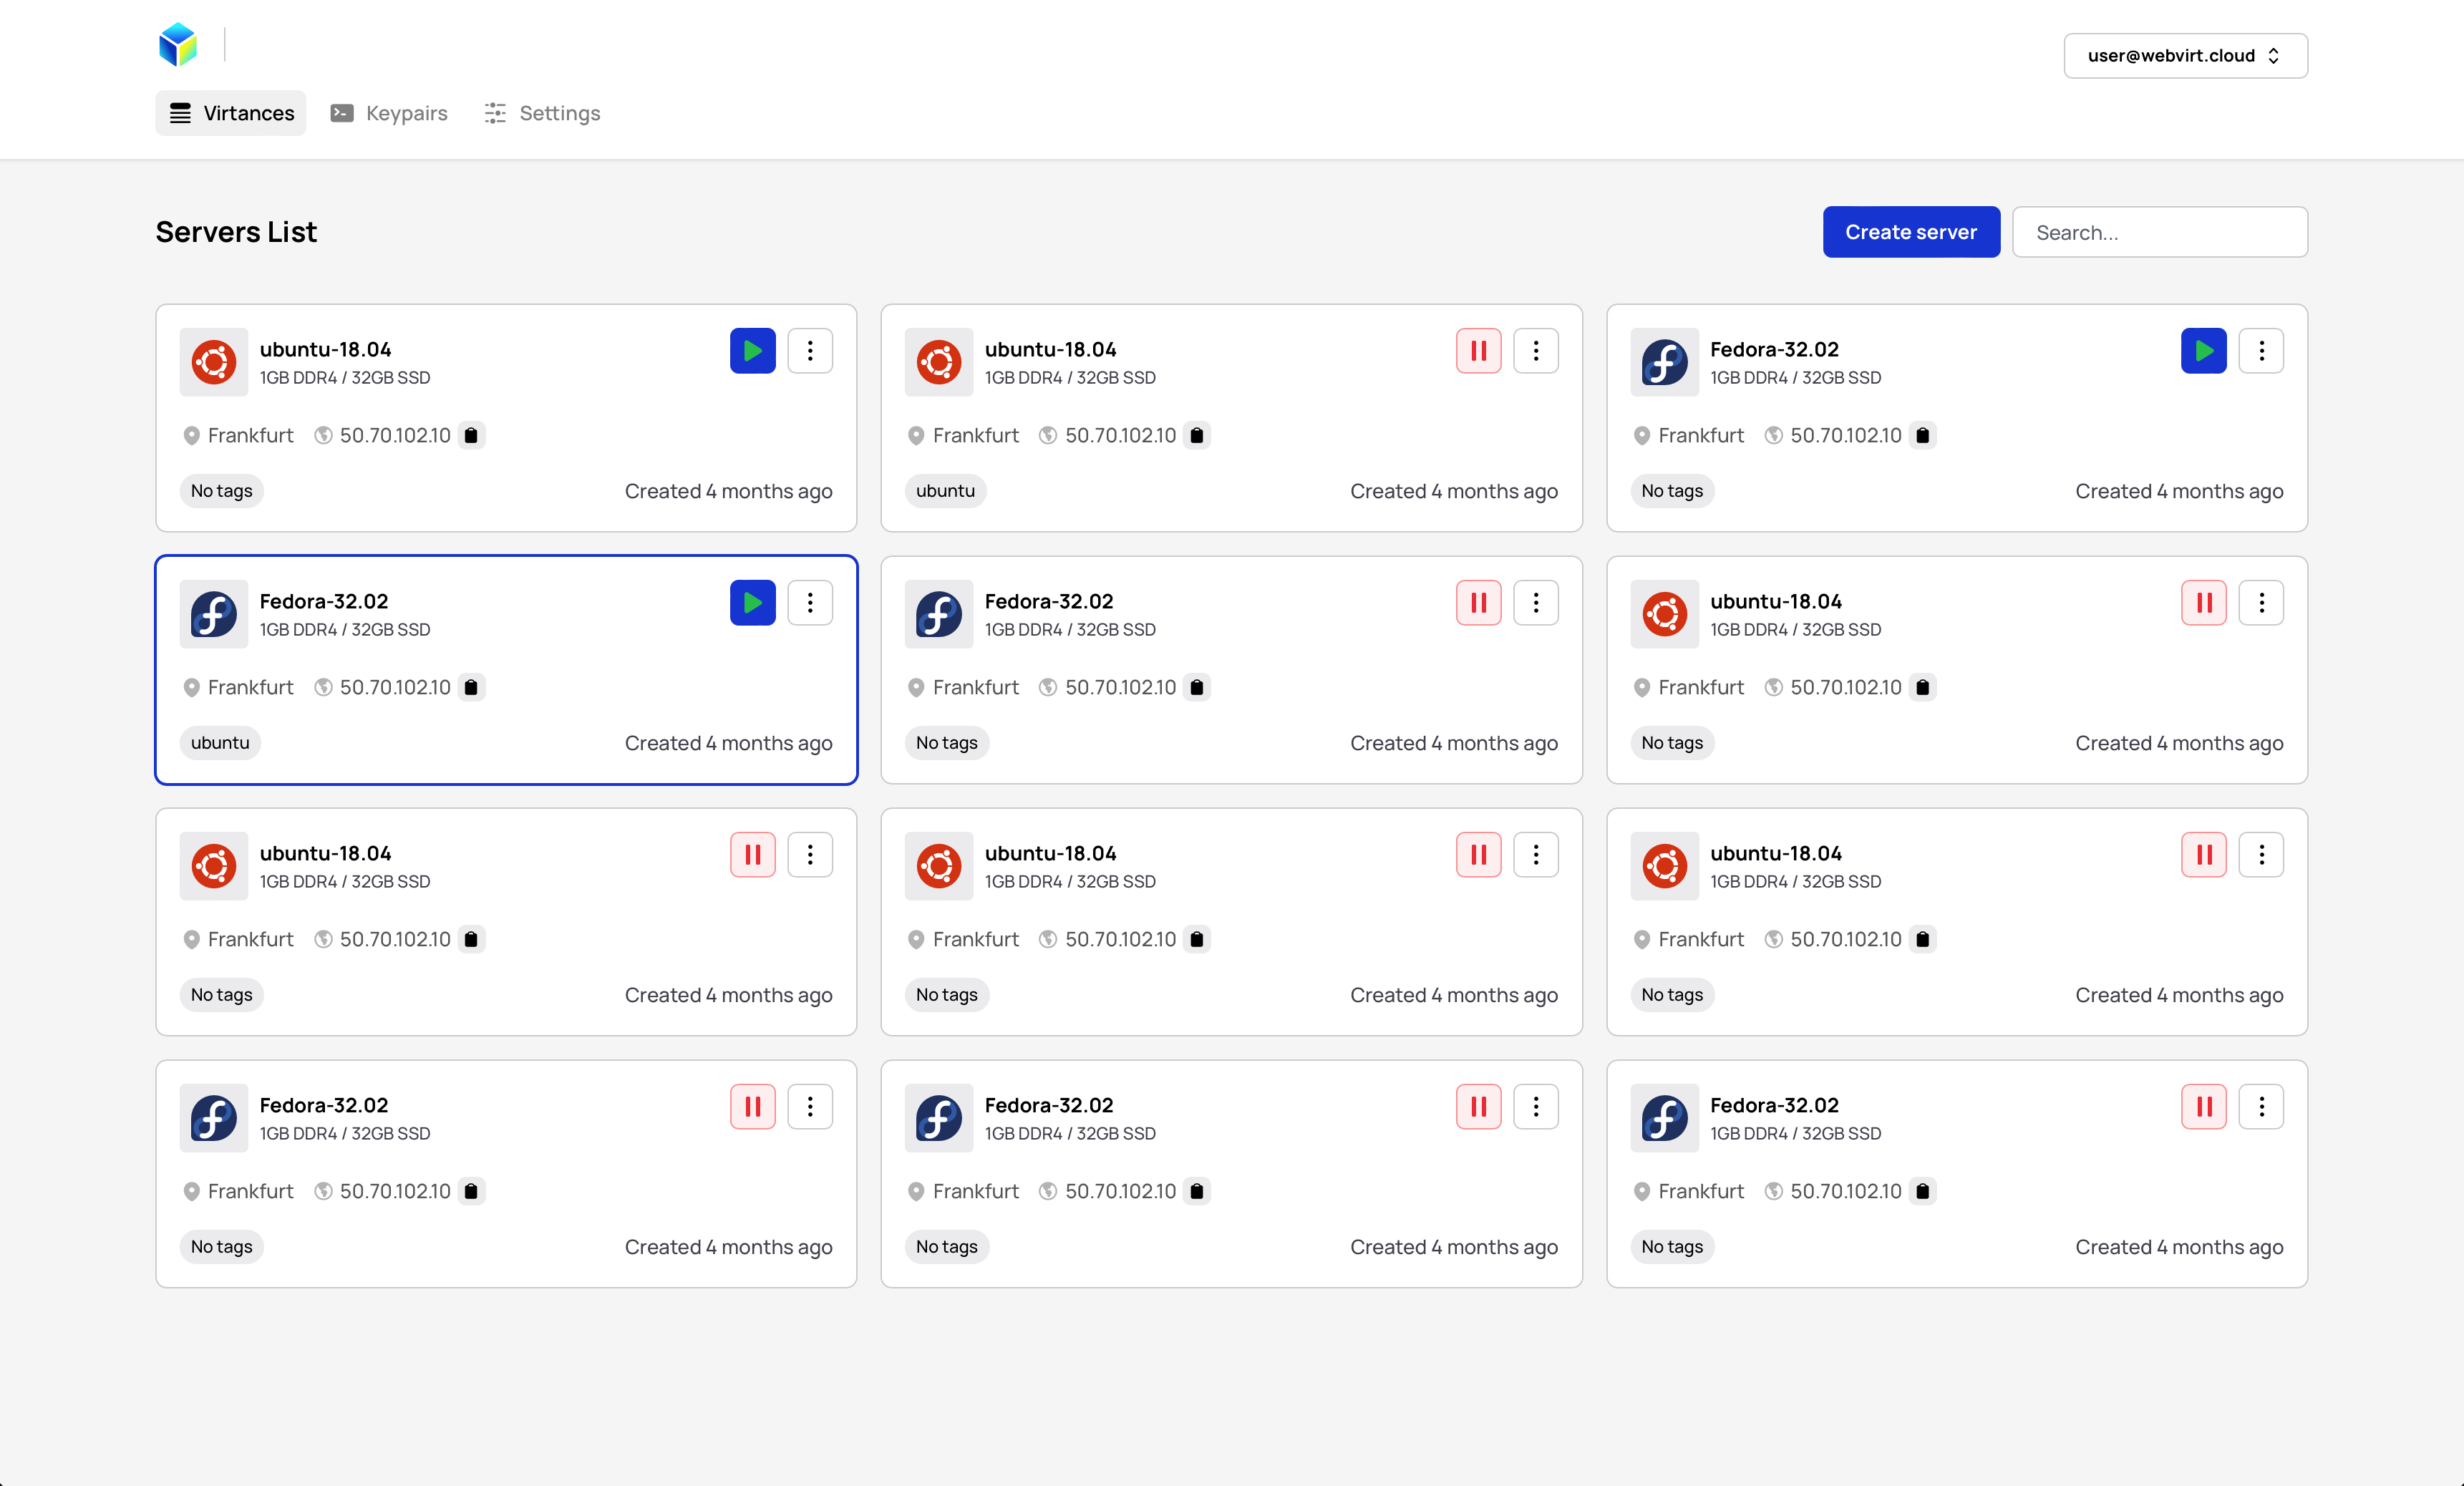 user@webvirt.cloud
Virtances Keypairs Settings
Servers List
Create server
Search...
ubuntu-18.04
1GB DDR4 / 32GB SSD
Frankfurt 50.70.102.10
No tags Created 4 months ago
ubuntu-18.04
1GB DDR4 / 32GB SSD
Frankfurt 50.70.102.10
ubuntu Created 4 months ago
Fedora-32.02
1GB DDR4 / 32GB SSD
Frankfurt 50.70.102.10
No tags Created 4 months ago
Fedora-32.02
1GB DDR4 / 32GB SSD
Frankfurt 50.70.102.10
ubuntu Created 4 months ago
Fedora-32.02
1GB DDR4 / 32GB SSD
Frankfurt 50.70.102.10
No tags Created 4 months ago
ubuntu-18.04
1GB DDR4 / 32GB SSD
Frankfurt 50.70.102.10
No tags Created 4 months ago
ubuntu-18.04
1GB DDR4 / 32GB SSD
Frankfurt 50.70.102.10
No tags Created 4 months ago
ubuntu-18.04
1GB DDR4 / 32GB SSD
Frankfurt 50.70.102.10
No tags Created 4 months ago
ubuntu-18.04
1GB DDR4 / 32GB SSD
Frankfurt 50.70.102.10
No tags Created 4 months ago
Fedora-32.02
1GB DDR4 / 32GB SSD
Frankfurt 50.70.102.10
No tags Created 4 months ago
Fedora-32.02
1GB DDR4 / 32GB SSD
Frankfurt 50.70.102.10
No tags Created 4 months ago
Fedora-32.02
1GB DDR4 / 32GB SSD
Frankfurt 50.70.102.10
No tags Created 4 months ago